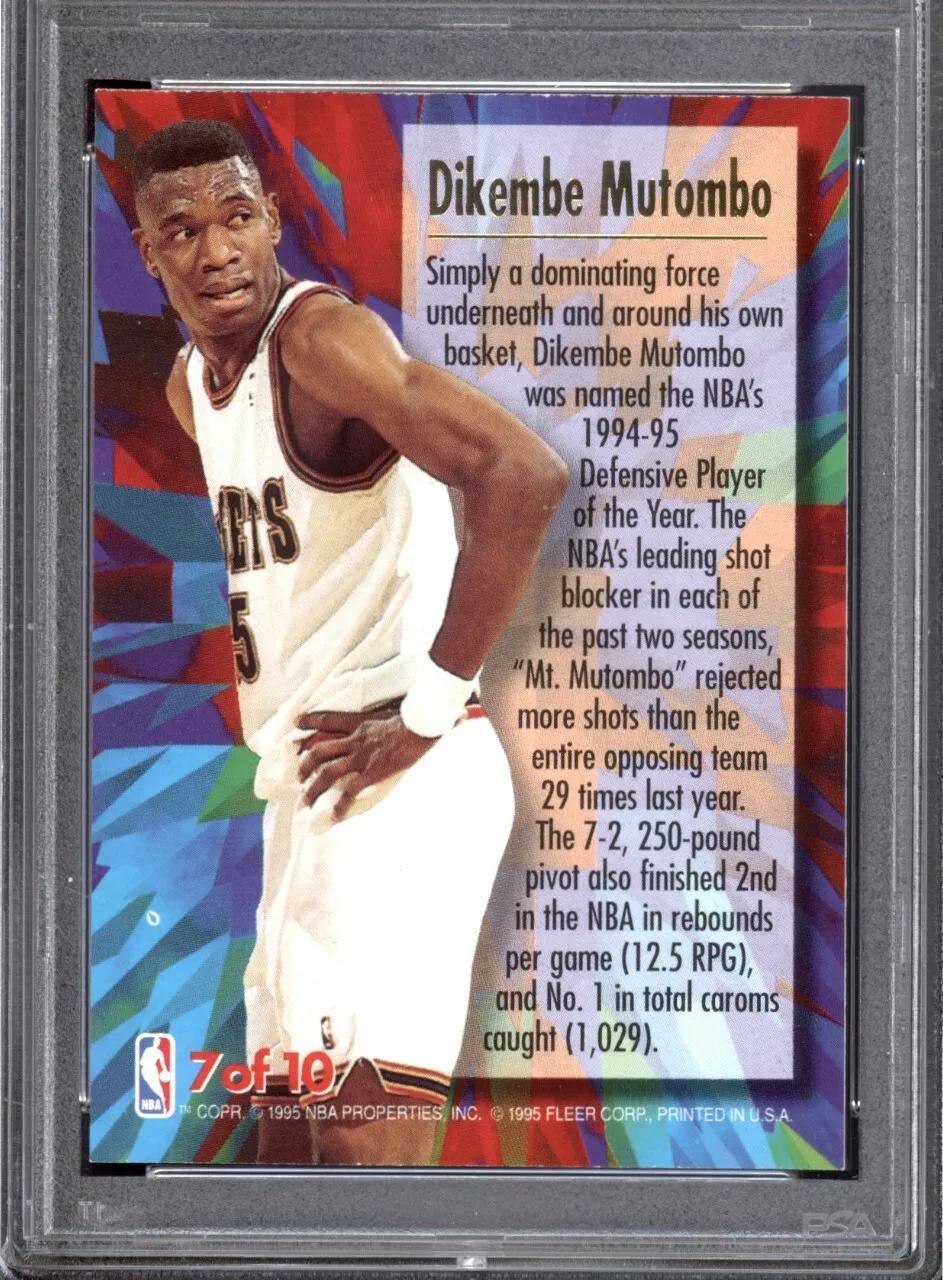 Dikembe Mutombo
Simply a dominating force
underneath and around his own
basket, Dikembe Mutombo
was named the NBA's
1994-95
Defensive Player
of the Year. The
NBA's leading shot
blocker in each of
the past two seasons,
“Mt. Mutombo” rejected
more shots than the
entire opposing team
29 times last year.
The 7-2, 250-pound
pivot also finished 2nd
in the NBA in rebounds
per game (12.5 RPG),
and No. 1 in total caroms
caught (1,029).
ETS
5
NBA
7 of 10
™ COPR. © 1995 NBA PROPERTIES, INC. © 1995 FLEER CORP., PRINTED IN U.S.A.
PSA